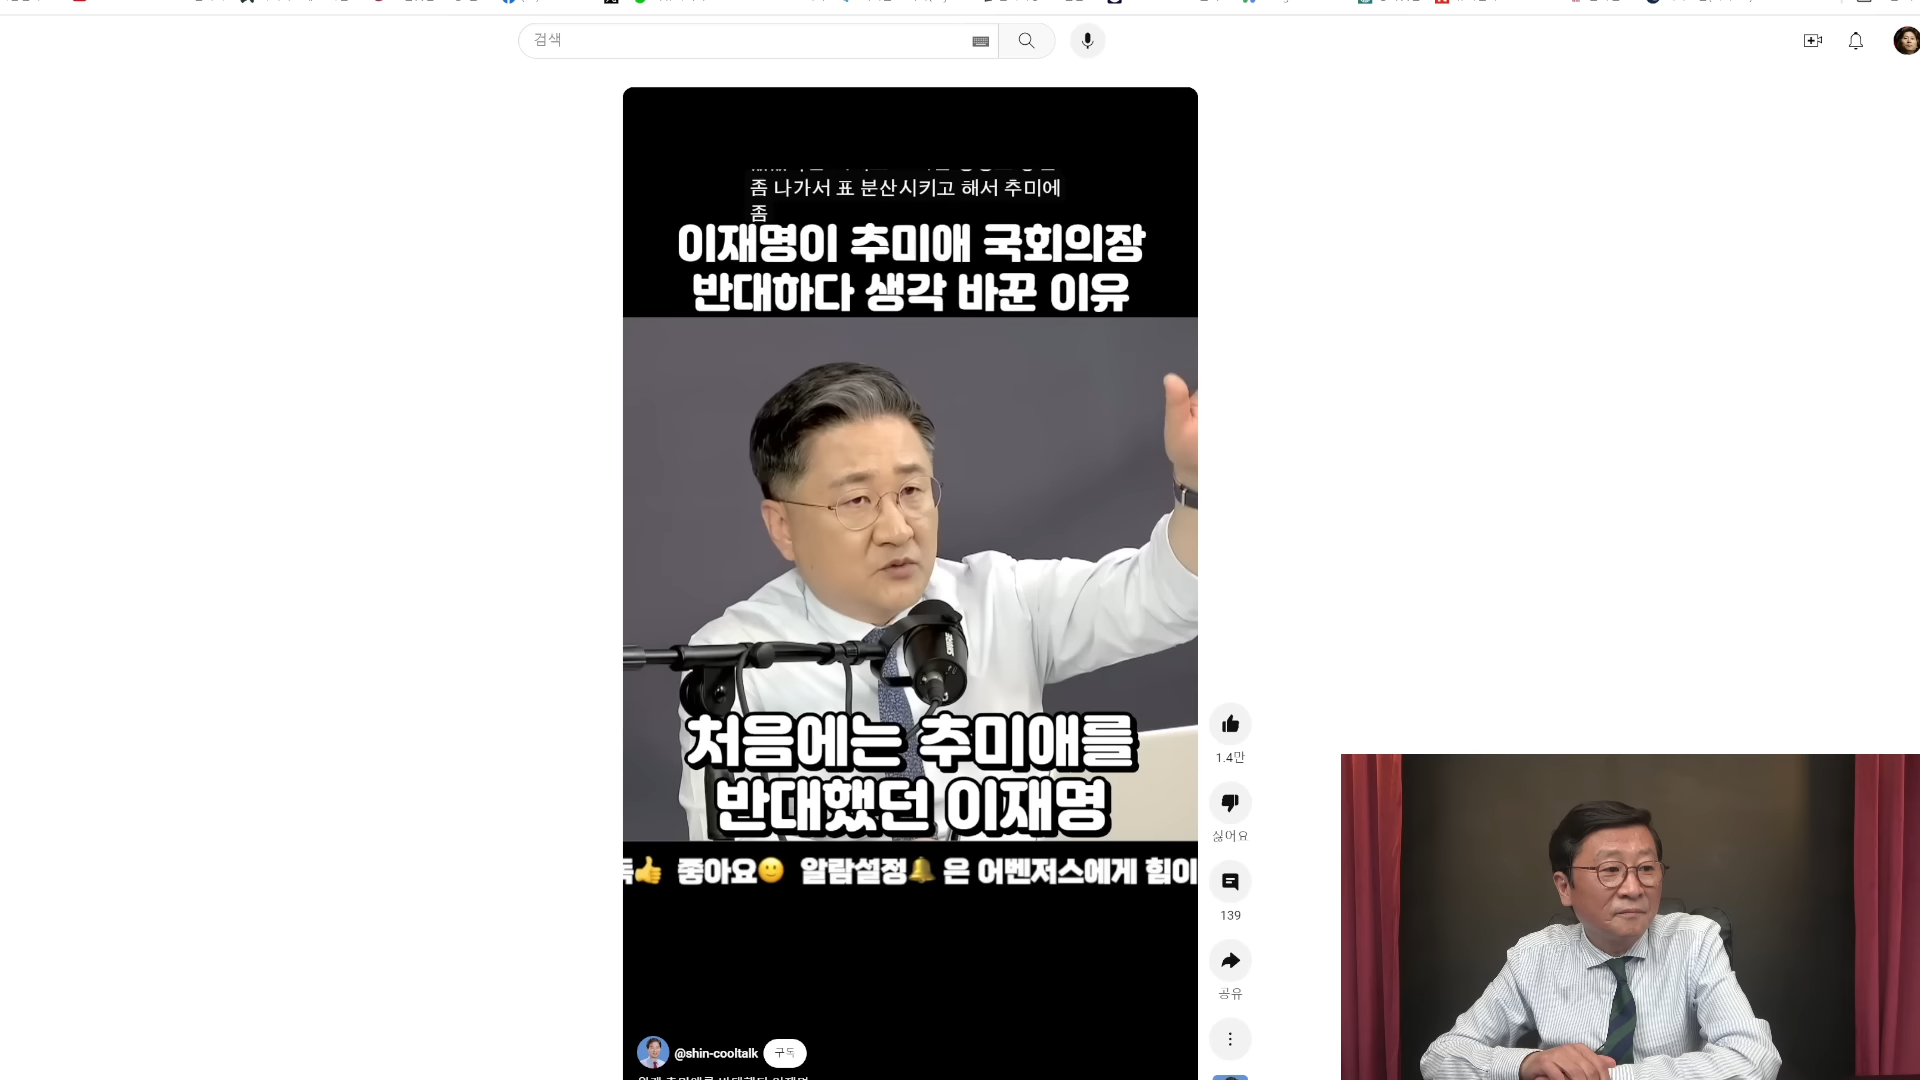 검색
좀 나가서 표 분산시키고 해서 추미에
좀
이재명이 추미애 국회의장
반대하다 생각 바꾼 이유
SHURE
처음에는 추미애를
반대했던 이재명
좋아요🙂 알람설정🔔 은 어벤저스에게 힘이
1.4만
싫어요
139
공유
@shin-cooltalk 구독